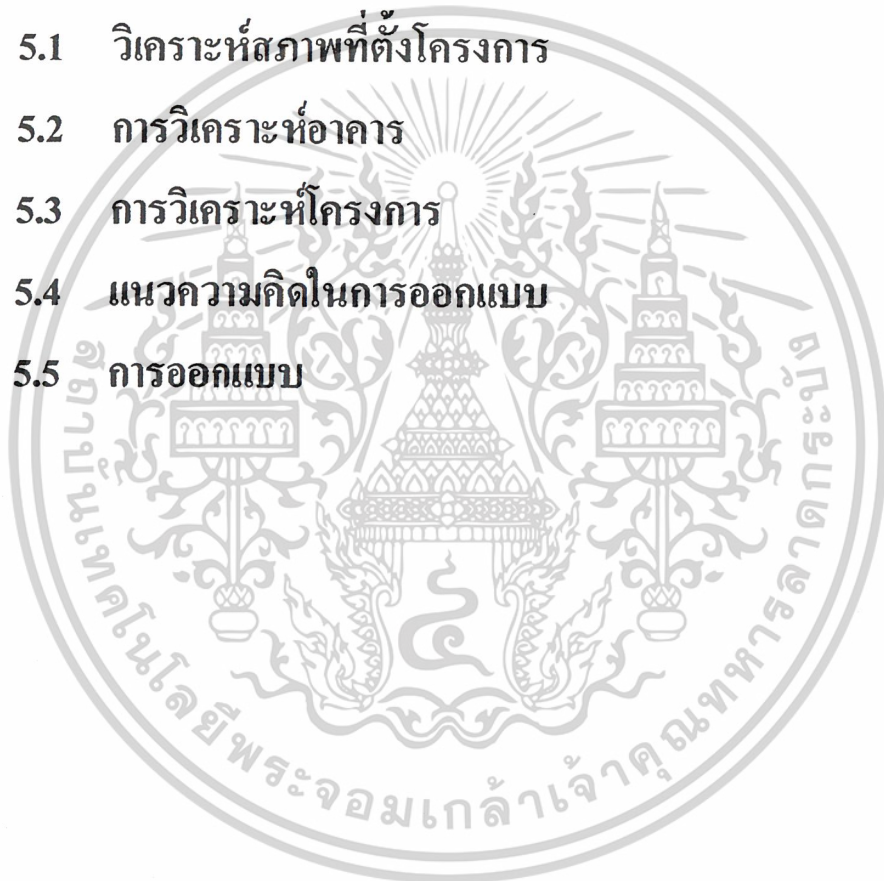 5.1 วิเคราะห์สภาพที่ตั้งโครงการ
5.2 การวิเคราะห์อาคาร
5.3 การวิเคราะห์โครงการ
5.4 แนวความคิดในการออกแบบ
5.5 การออกแบบ
สถาบันเทคโนโลยีพระจอมเกล้าเจ้าคุณทหารลาดกระบัง
๔